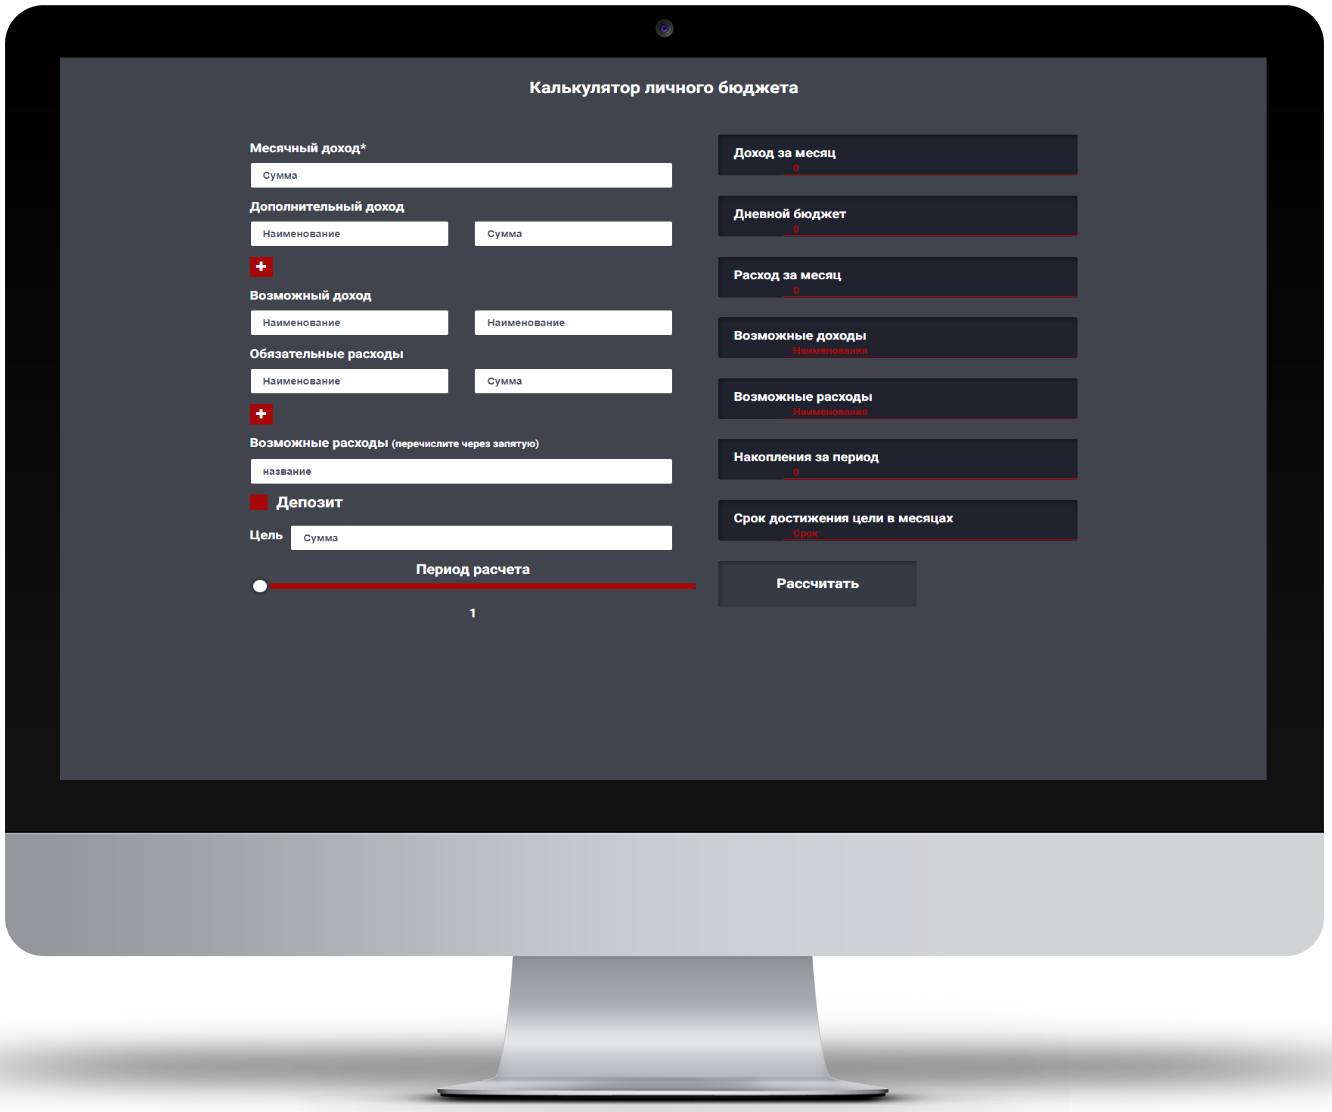 Калькулятор личного бюджета
Месячный доход*
Сумма
Дополнительный доход
Наименование
Сумма
+
Возможный доход
Наименование
Наименование
Обязательные расходы
Наименование
Сумма
+
Возможные расходы (перечислите через запятую)
название
Депозит
Цель
Сумма
Период расчета
1
Доход за месяц
0
Дневной бюджет
0
Расход за месяц
0
Возможные доходы
Наименования
Возможные расходы
Наименования
Накопления за период
0
Срок достижения цели в месяцах
Срок
Рассчитать